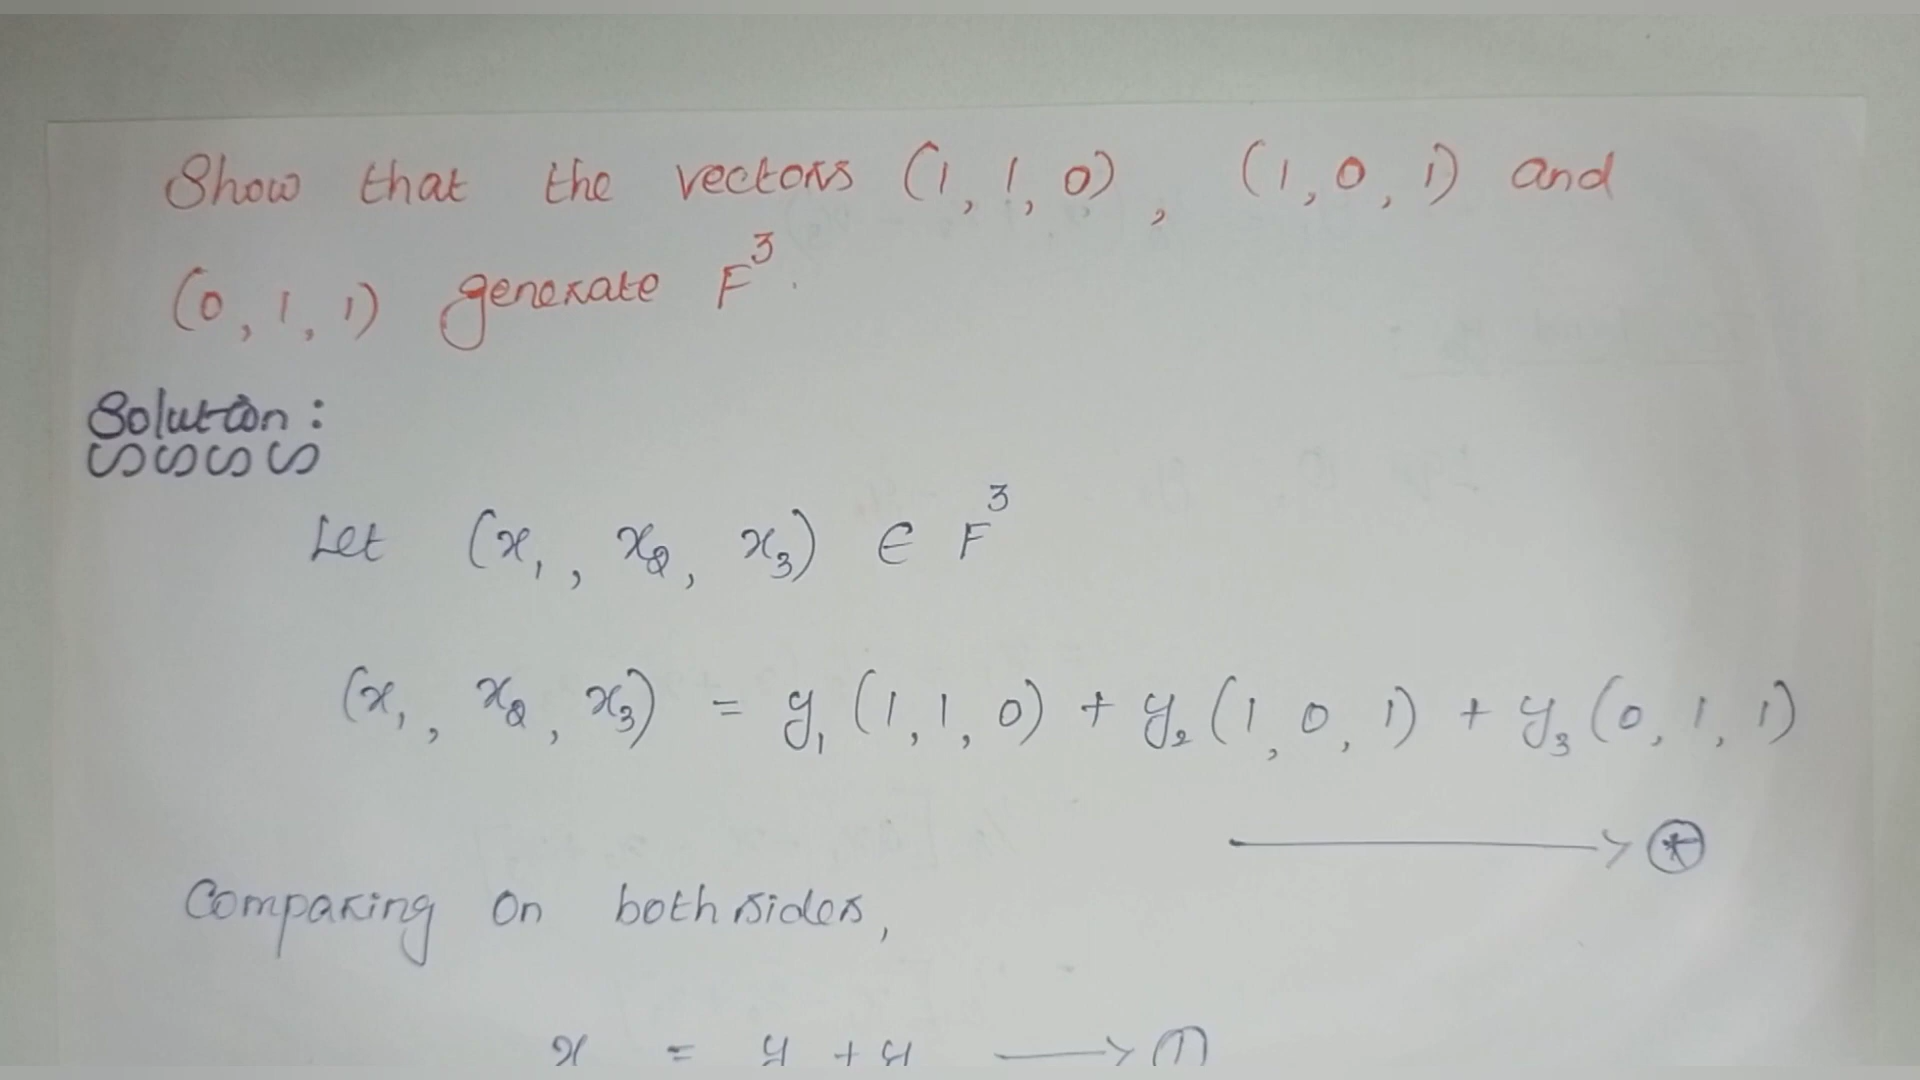 Show that the vectors (1, 1, 0), (1, 0, 1) and
(0, 1, 1) generate F³.
Solution:
Let (x₁, x₂, x₃) ∈ F³
(x₁, x₂, x₃) = y₁(1, 1, 0) + y₂(1, 0, 1) + y₃(0, 1, 1)
⟶ ⊛
Comparing on both sides,
x = y + y ⟶ ①